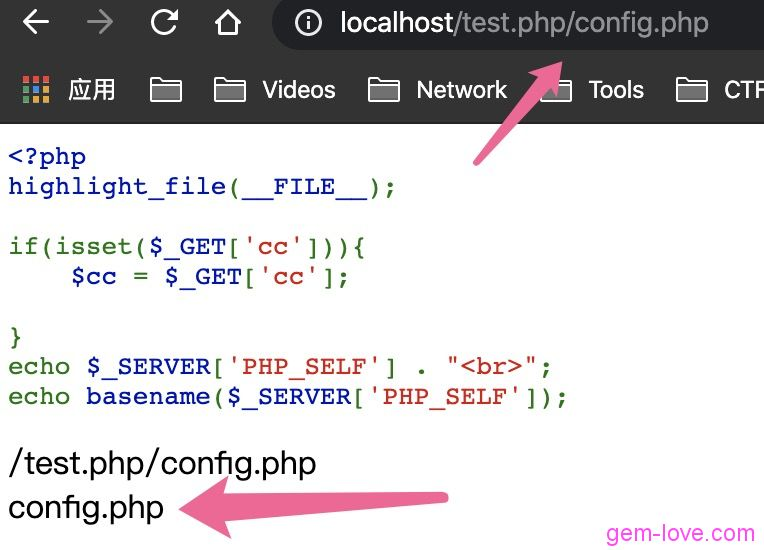 localhost/test.php/config.php
应用 Videos Network Tools CTF
<?php
highlight_file(__FILE__);
if(isset($_GET['cc'])){
    $cc = $_GET['cc'];
}
echo $_SERVER['PHP_SELF'] . "<br>";
echo basename($_SERVER['PHP_SELF']);
/test.php/config.php
config.php
gem-love.com